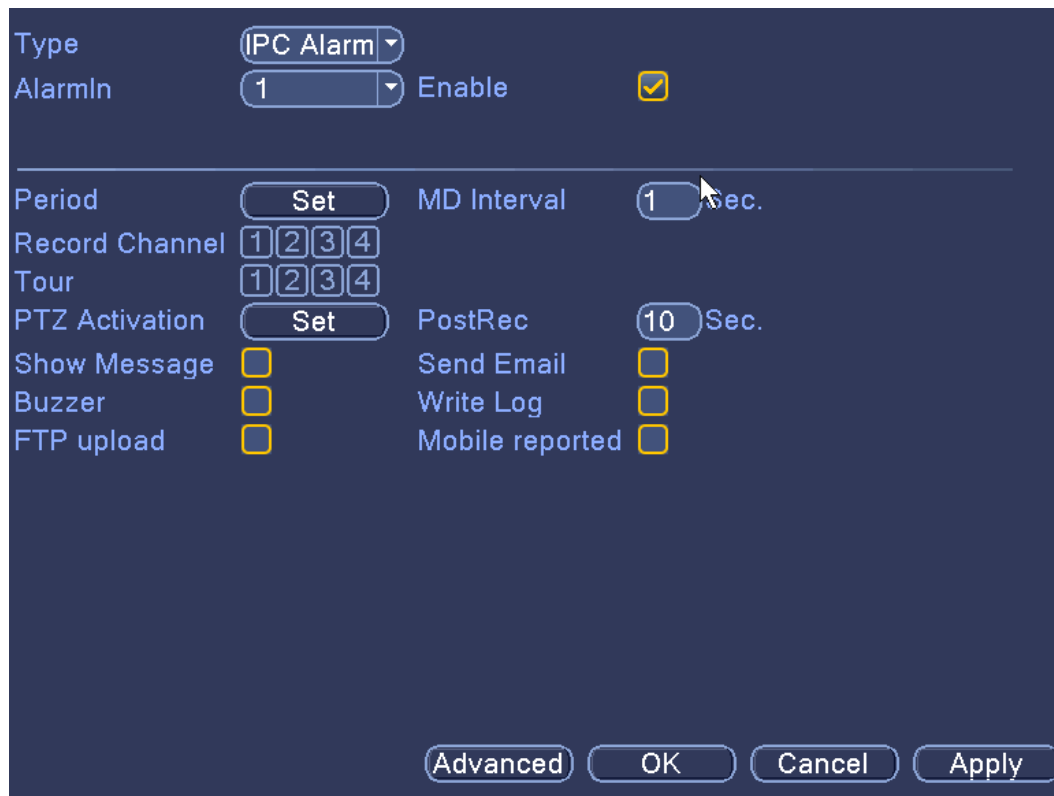 Type IPC Alarm
AlarmIn 1 Enable
Period Set MD Interval 1 Sec.
Record Channel 1 2 3 4
Tour 1 2 3 4
PTZ Activation Set PostRec 10 Sec.
Show Message Send Email
Buzzer Write Log
FTP upload Mobile reported
Advanced OK Cancel Apply